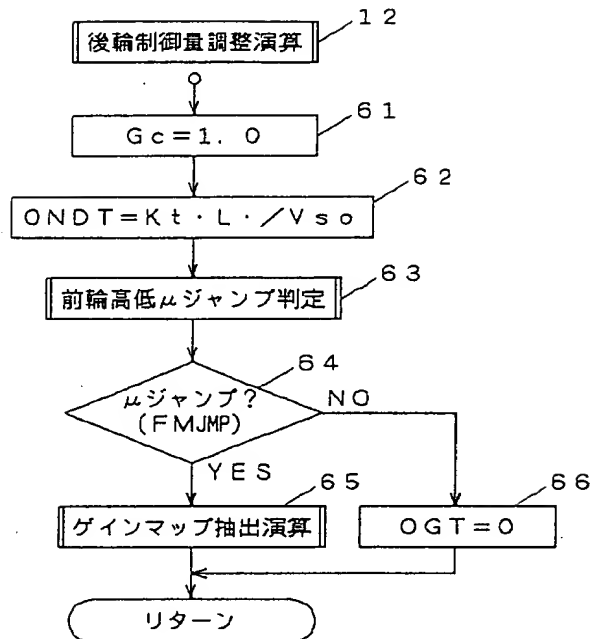 後輪制御量調整演算
12
Gc=1.0
61
ONDT=Kt・L・/Vso
62
前輪高低μジャンプ判定
63
μジャンプ?
(FMJMP)
64
NO
YES
ゲインマップ抽出演算
65
OGT=0
66
リターン